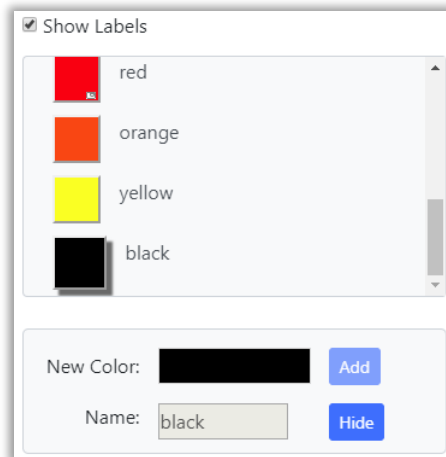 Show Labels
red
orange
yellow
black
New Color: Add
Name: black Hide